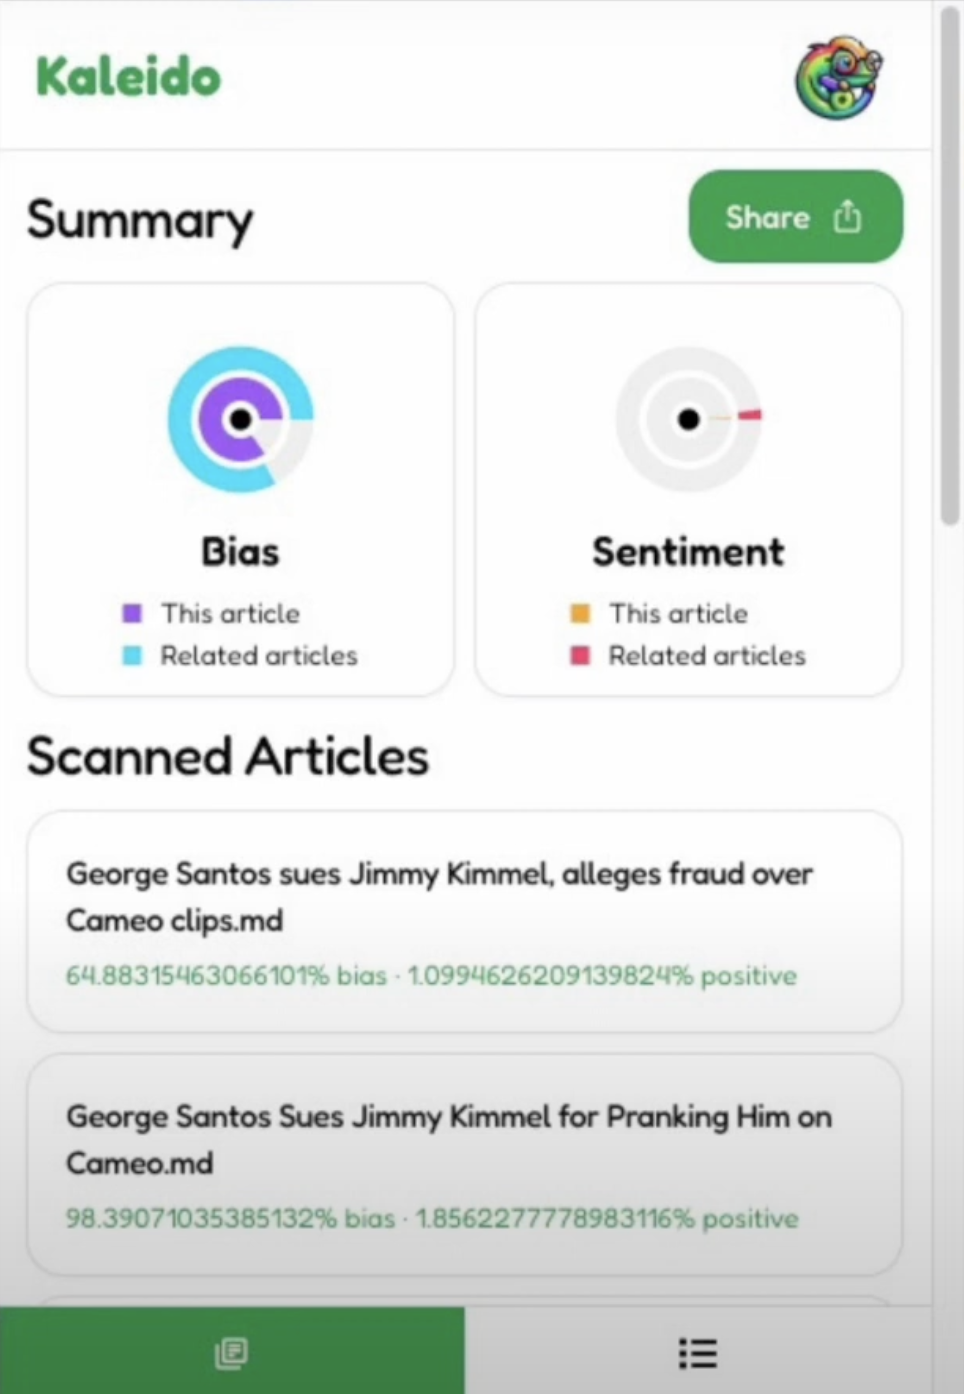 Kaleido
Summary
Share
Bias
This article
Related articles
Sentiment
This article
Related articles
Scanned Articles
George Santos sues Jimmy Kimmel, alleges fraud over
Cameo clips.md
64.88315463066101% bias · 1.0994626209139824% positive
George Santos Sues Jimmy Kimmel for Pranking Him on
Cameo.md
98.39071035385132% bias · 1.8562277778983116% positive